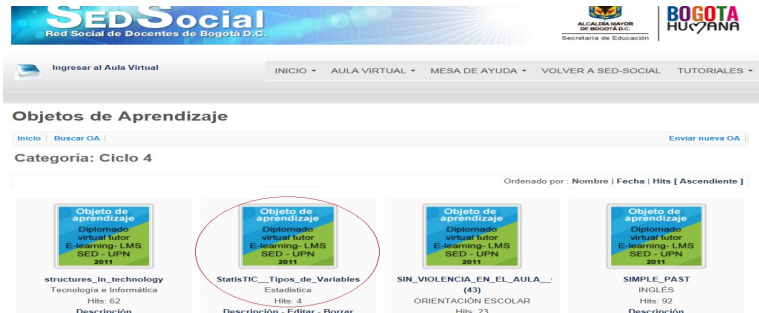 SEDSocial
Red Social de Docentes de Bogotá D.C.
ALCALDÍA MAYOR
DE BOGOTÁ D.C.
Secretaría de Educación
BOGOTÁ
HUMANA
Ingresar al Aula Virtual
INICIO AULA VIRTUAL MESA DE AYUDA VOLVER A SED-SOCIAL TUTORIALES
Objetos de Aprendizaje
Inicio | Buscar OA |
Enviar nueva OA |
Categoría: Ciclo 4
Ordenado por : Nombre | Fecha | Hits [ Ascendiente ]
Objeto de
aprendizaje
Diplomado
virtual tutor
E-learning- LMS
SED - UPN
2011
structures_in_technology
Tecnología e Informática
Hits: 62
Descripción
Objeto de
aprendizaje
Diplomado
virtual tutor
E-learning- LMS
SED - UPN
2011
StatisTIC__Tipos_de_Variables
Estadistica
Hits: 4
Descripción - Editar - Borrar
Objeto de
aprendizaje
Diplomado
virtual tutor
E-learning- LMS
SED - UPN
2011
SIN_VIOLENCIA_EN_EL_AULA__
(43)
ORIENTACIÓN ESCOLAR
Hits: 23
Objeto de
aprendizaje
Diplomado
virtual tutor
E-learning- LMS
SED - UPN
2011
SIMPLE_PAST
INGLÉS
Hits: 92
Descripción